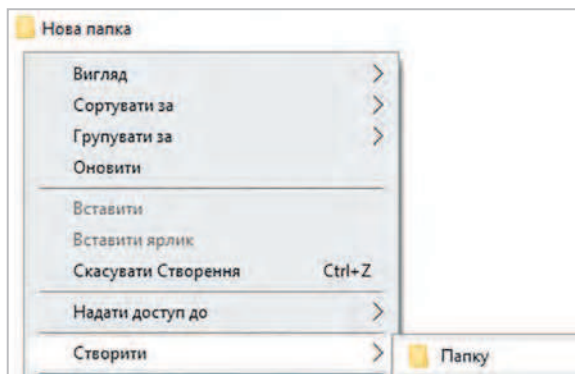 Нова папка
Вигляд
Сортувати за
Групувати за
Оновити
Вставити
Вставити ярлик
Скасувати Створення Ctrl+Z
Надати доступ до
Створити
Папку